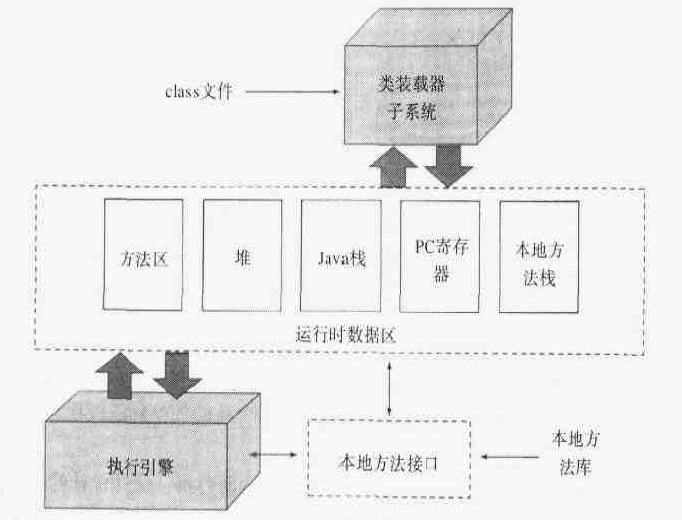 类装载器
子系统
class文件
方法区
堆
Java栈
PC寄存
器
本地方
法栈
运行时数据区
执行引擎
本地方法接口
本地方
法库